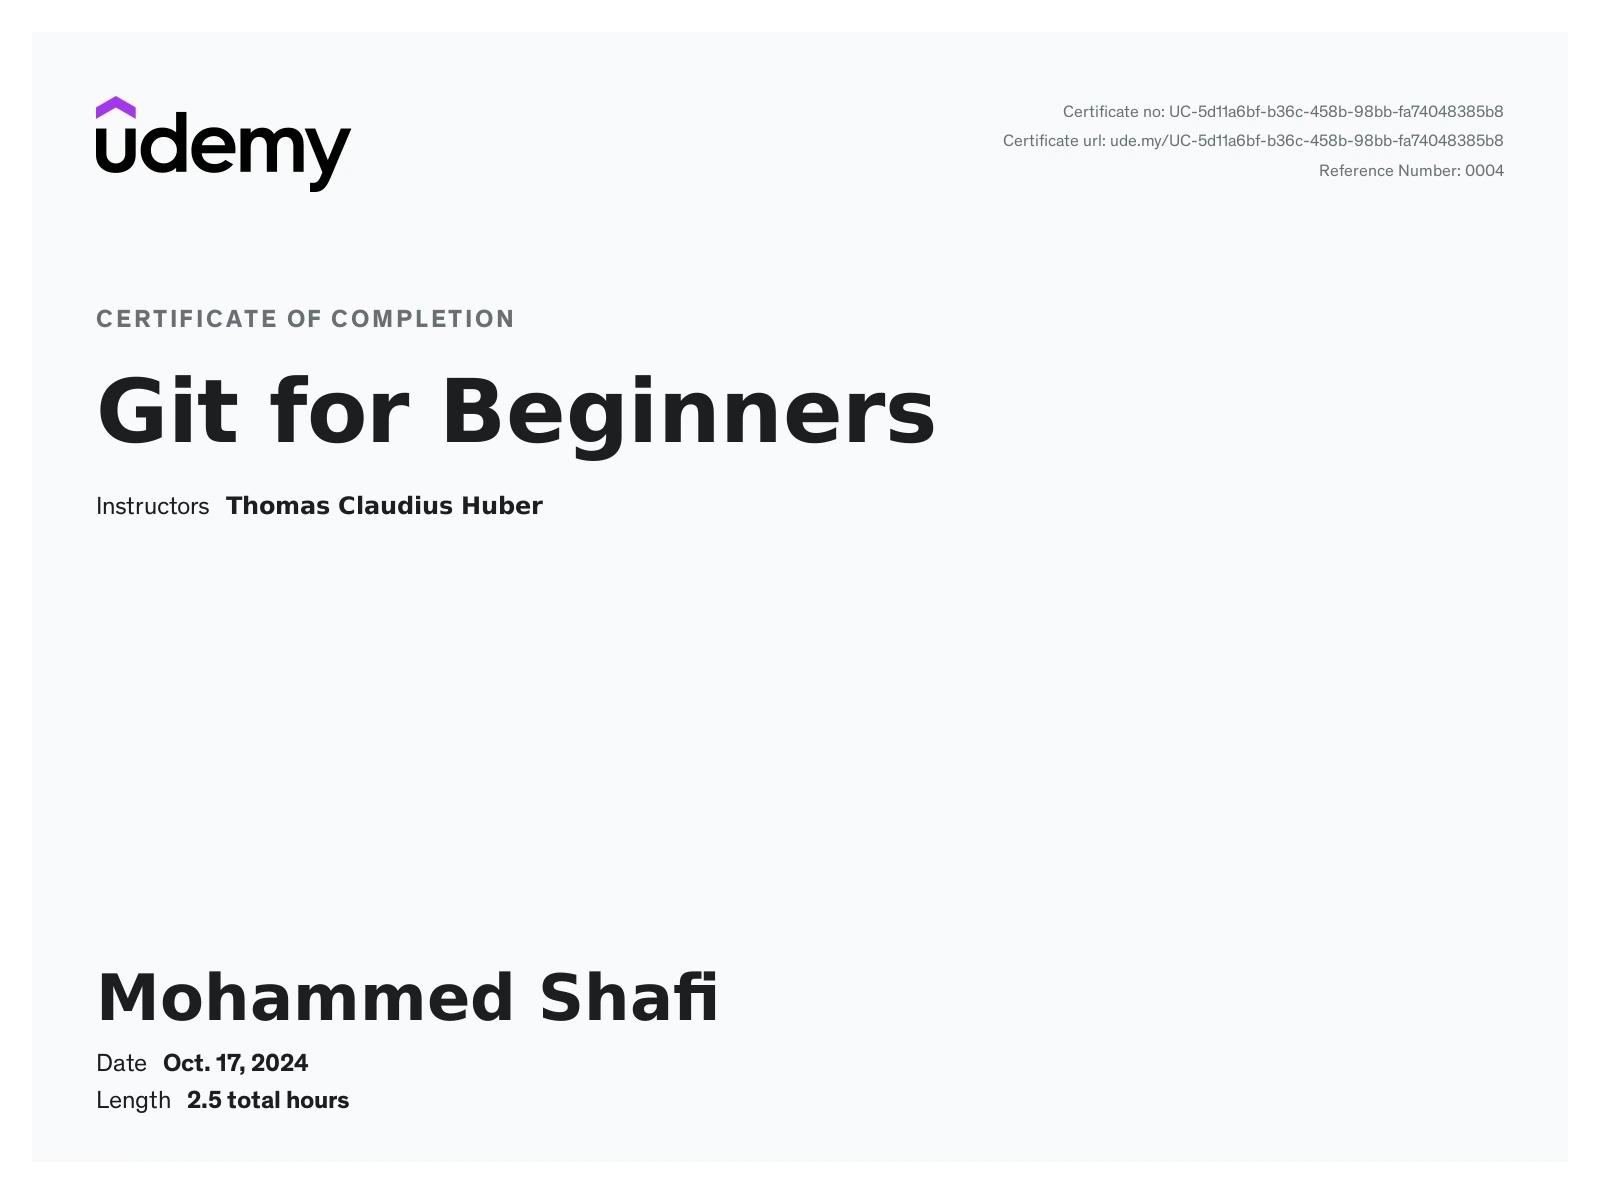 udemy
Certificate no: UC-5d11a6bf-b36c-458b-98bb-fa74048385b8
Certificate url: ude.my/UC-5d11a6bf-b36c-458b-98bb-fa74048385b8
Reference Number: 0004
CERTIFICATE OF COMPLETION
Git for Beginners
Instructors Thomas Claudius Huber
Mohammed Shafi
Date Oct. 17, 2024
Length 2.5 total hours